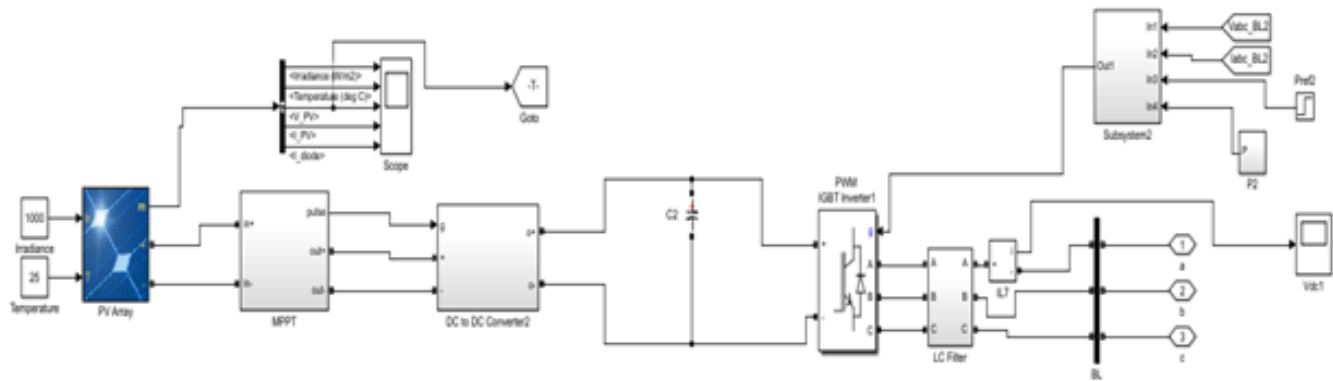 Vabc_BL2
Iabc_BL2
In1
In2
In3
In4
Out1
Subsystem2
Pref2
P
P2
<Irradiance (W/m2)>
<Temperature (deg C)>
<V_PV>
<I_PV>
<I_diode>
Scope
-T-
Goto
1000
Irradiance
25
Temperature
Ir
T
m
+
-
PV Array
in+
in-
pulse
out+
out-
MPPT
g
+
-
o+
o-
DC to DC Converter2
C2
PWM
IGBT Inverter1
g
+
-
A
B
C
A
B
C
A
B
C
LC Filter
i
+
-
IL7
BL
1
a
2
b
3
c
Vdc1